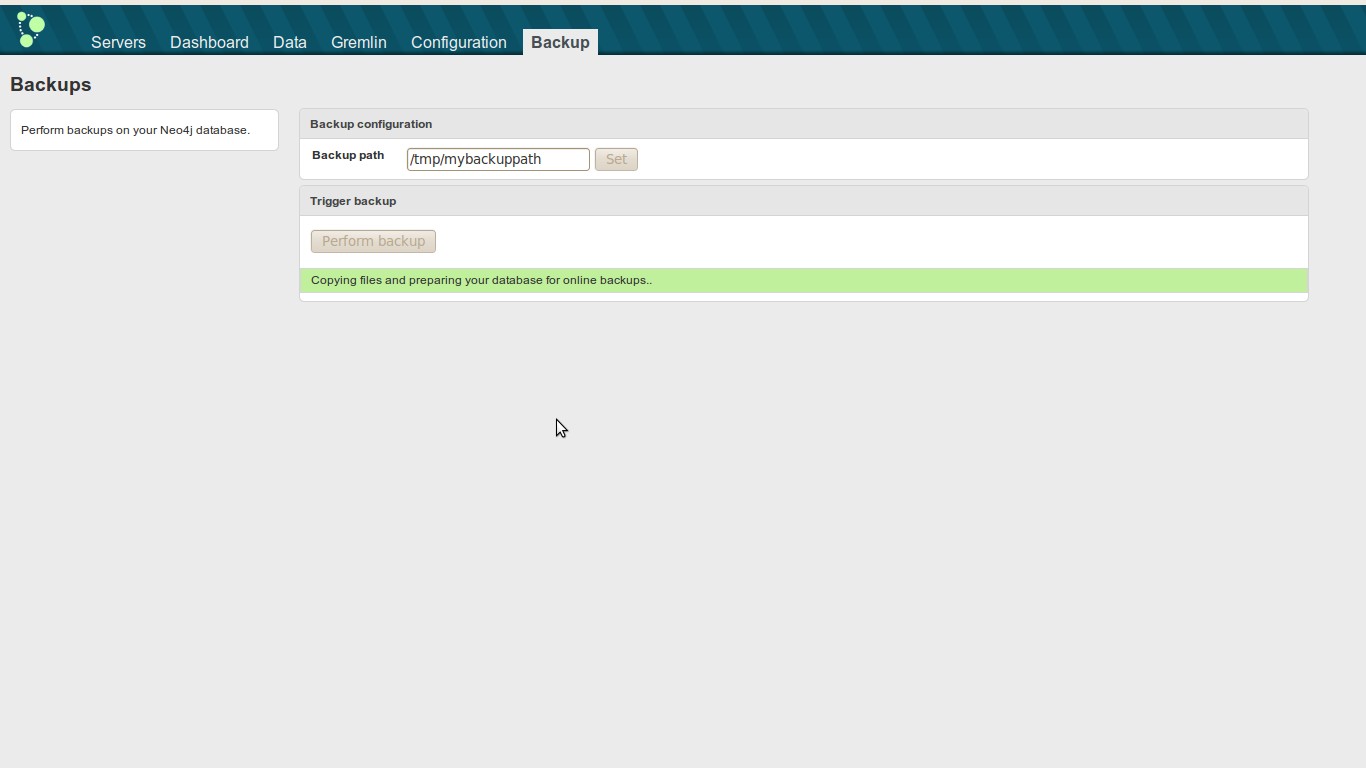 Servers Dashboard Data Gremlin Configuration Backup
Backups
Perform backups on your Neo4j database.
Backup configuration
Backup path /tmp/mybackuppath Set
Trigger backup
Perform backup
Copying files and preparing your database for online backups..